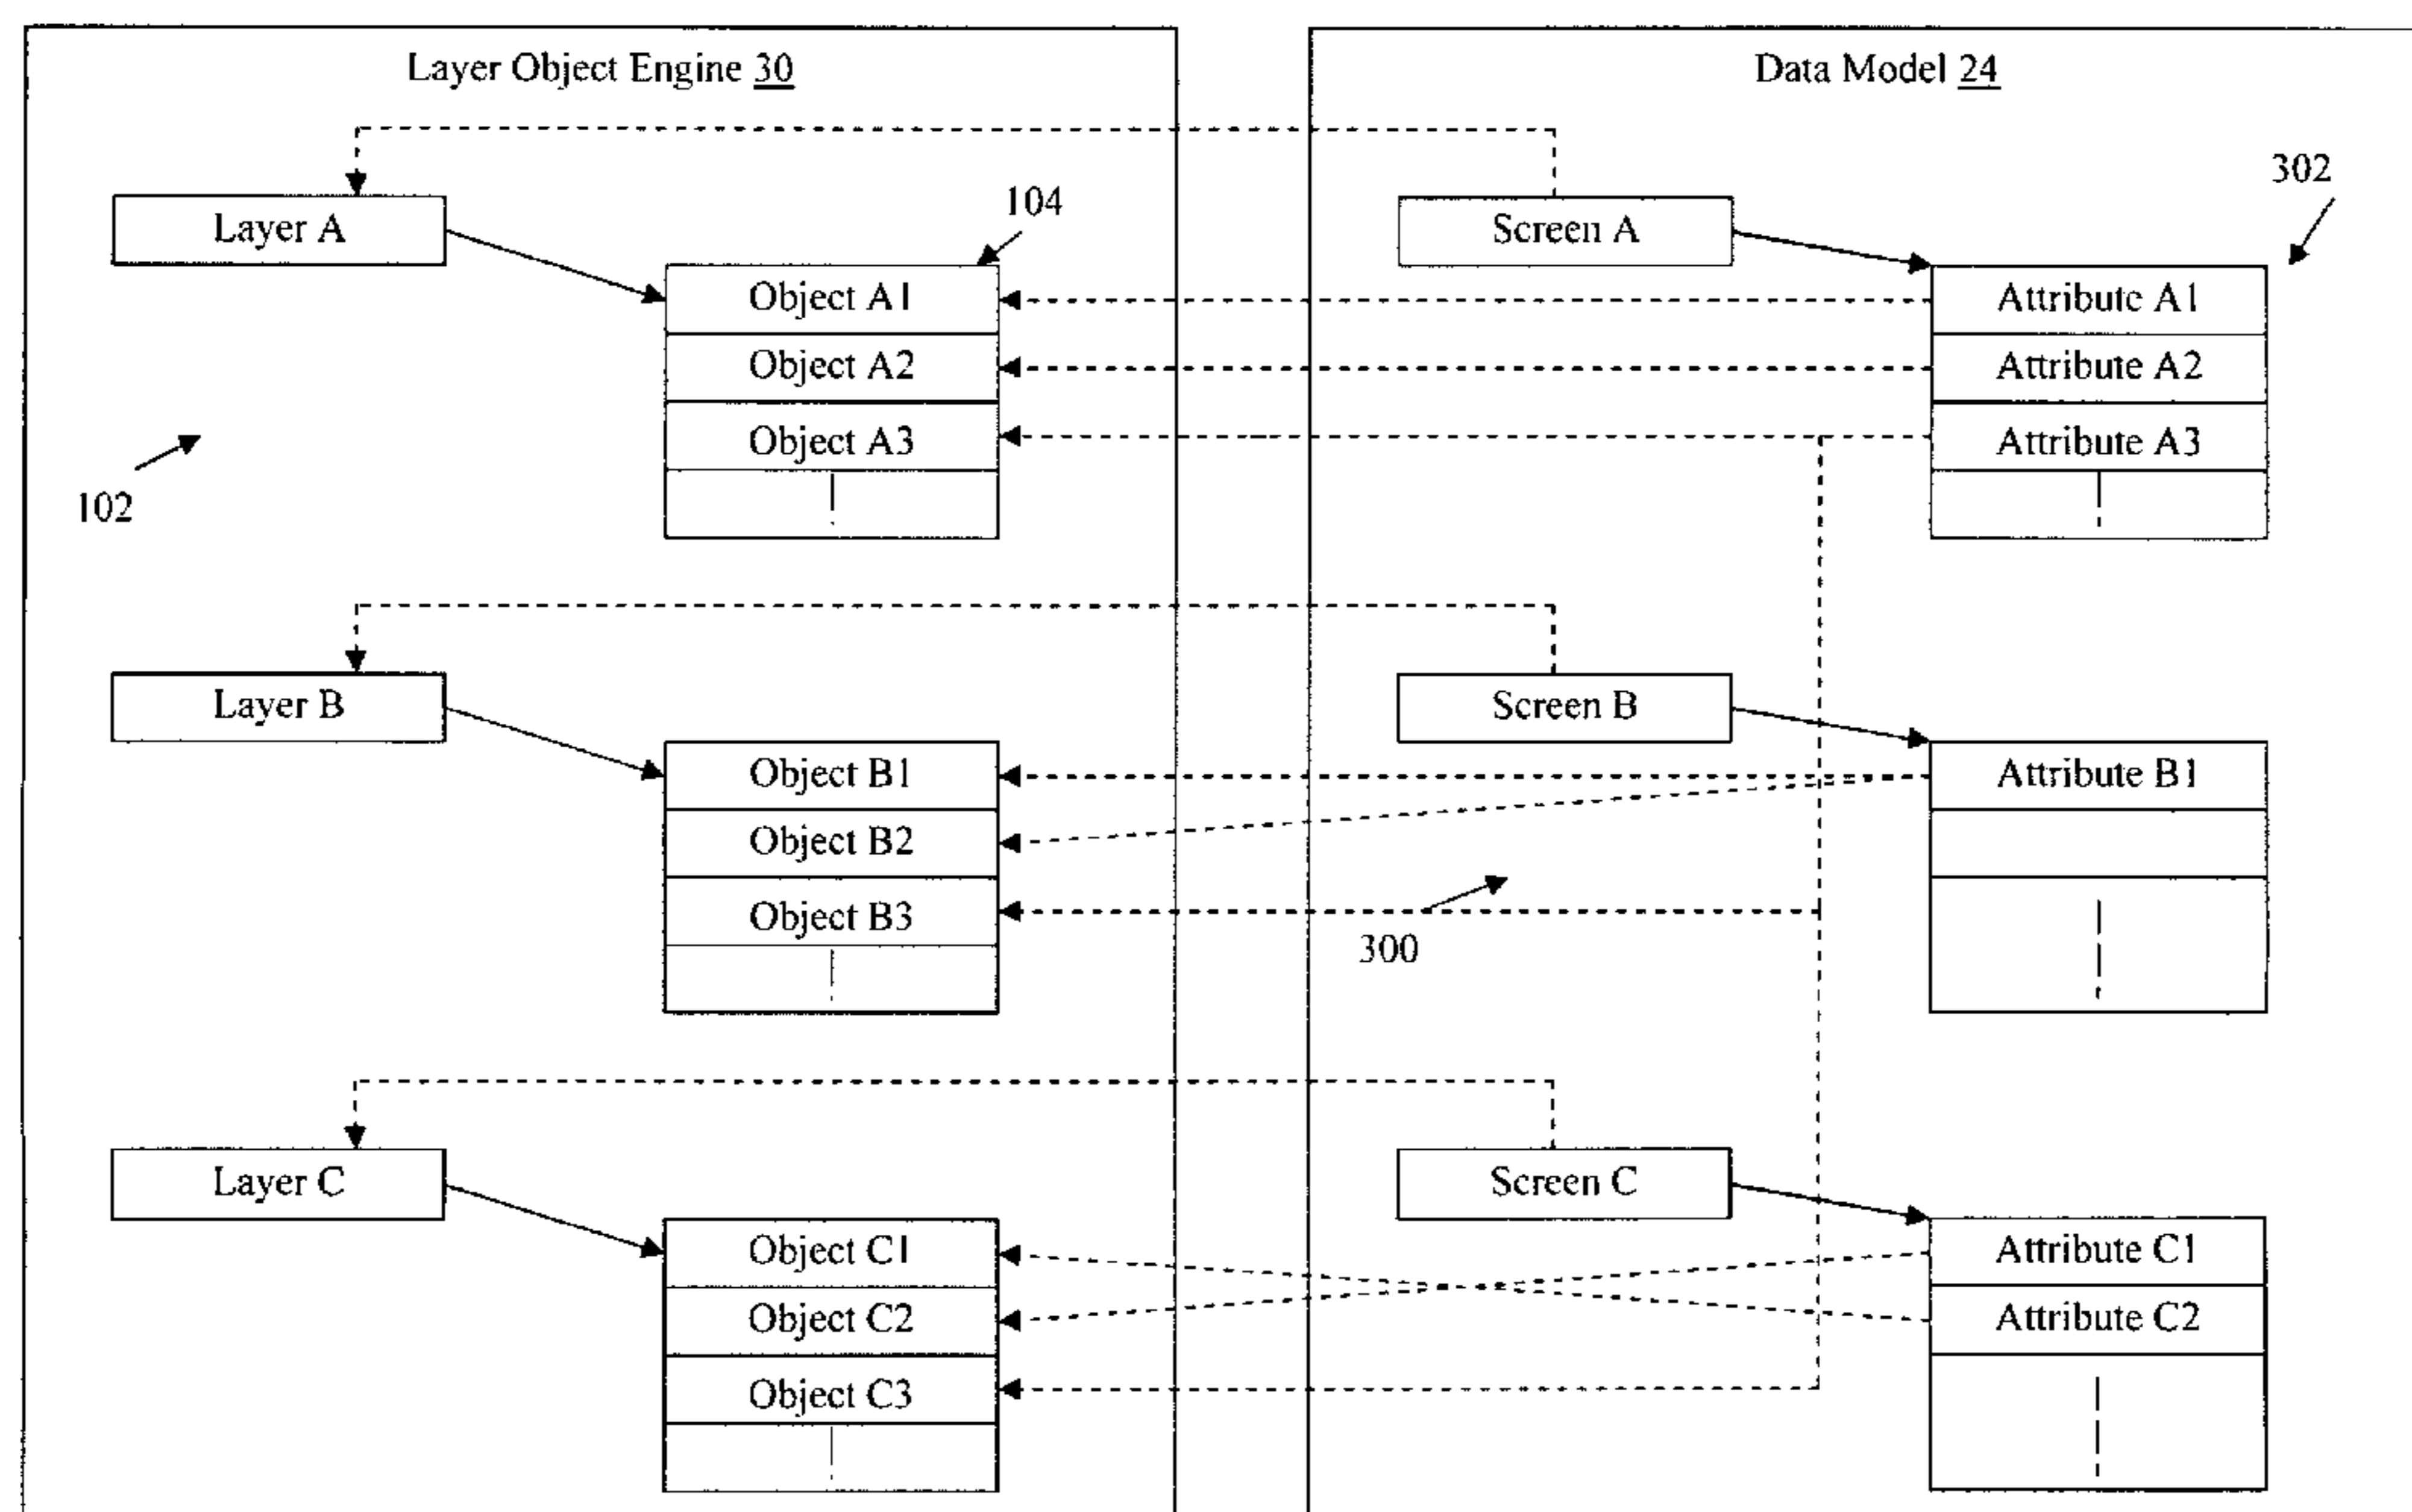 Layer Object Engine 30
Data Model 24
302
104
Layer A
Screen A
Object A1
Attribute A1
Object A2
Attribute A2
Object A3
Attribute A3
102
Layer B
Screen B
Object B1
Attribute B1
Object B2
Object B3
300
Layer C
Screen C
Object C1
Attribute C1
Object C2
Attribute C2
Object C3